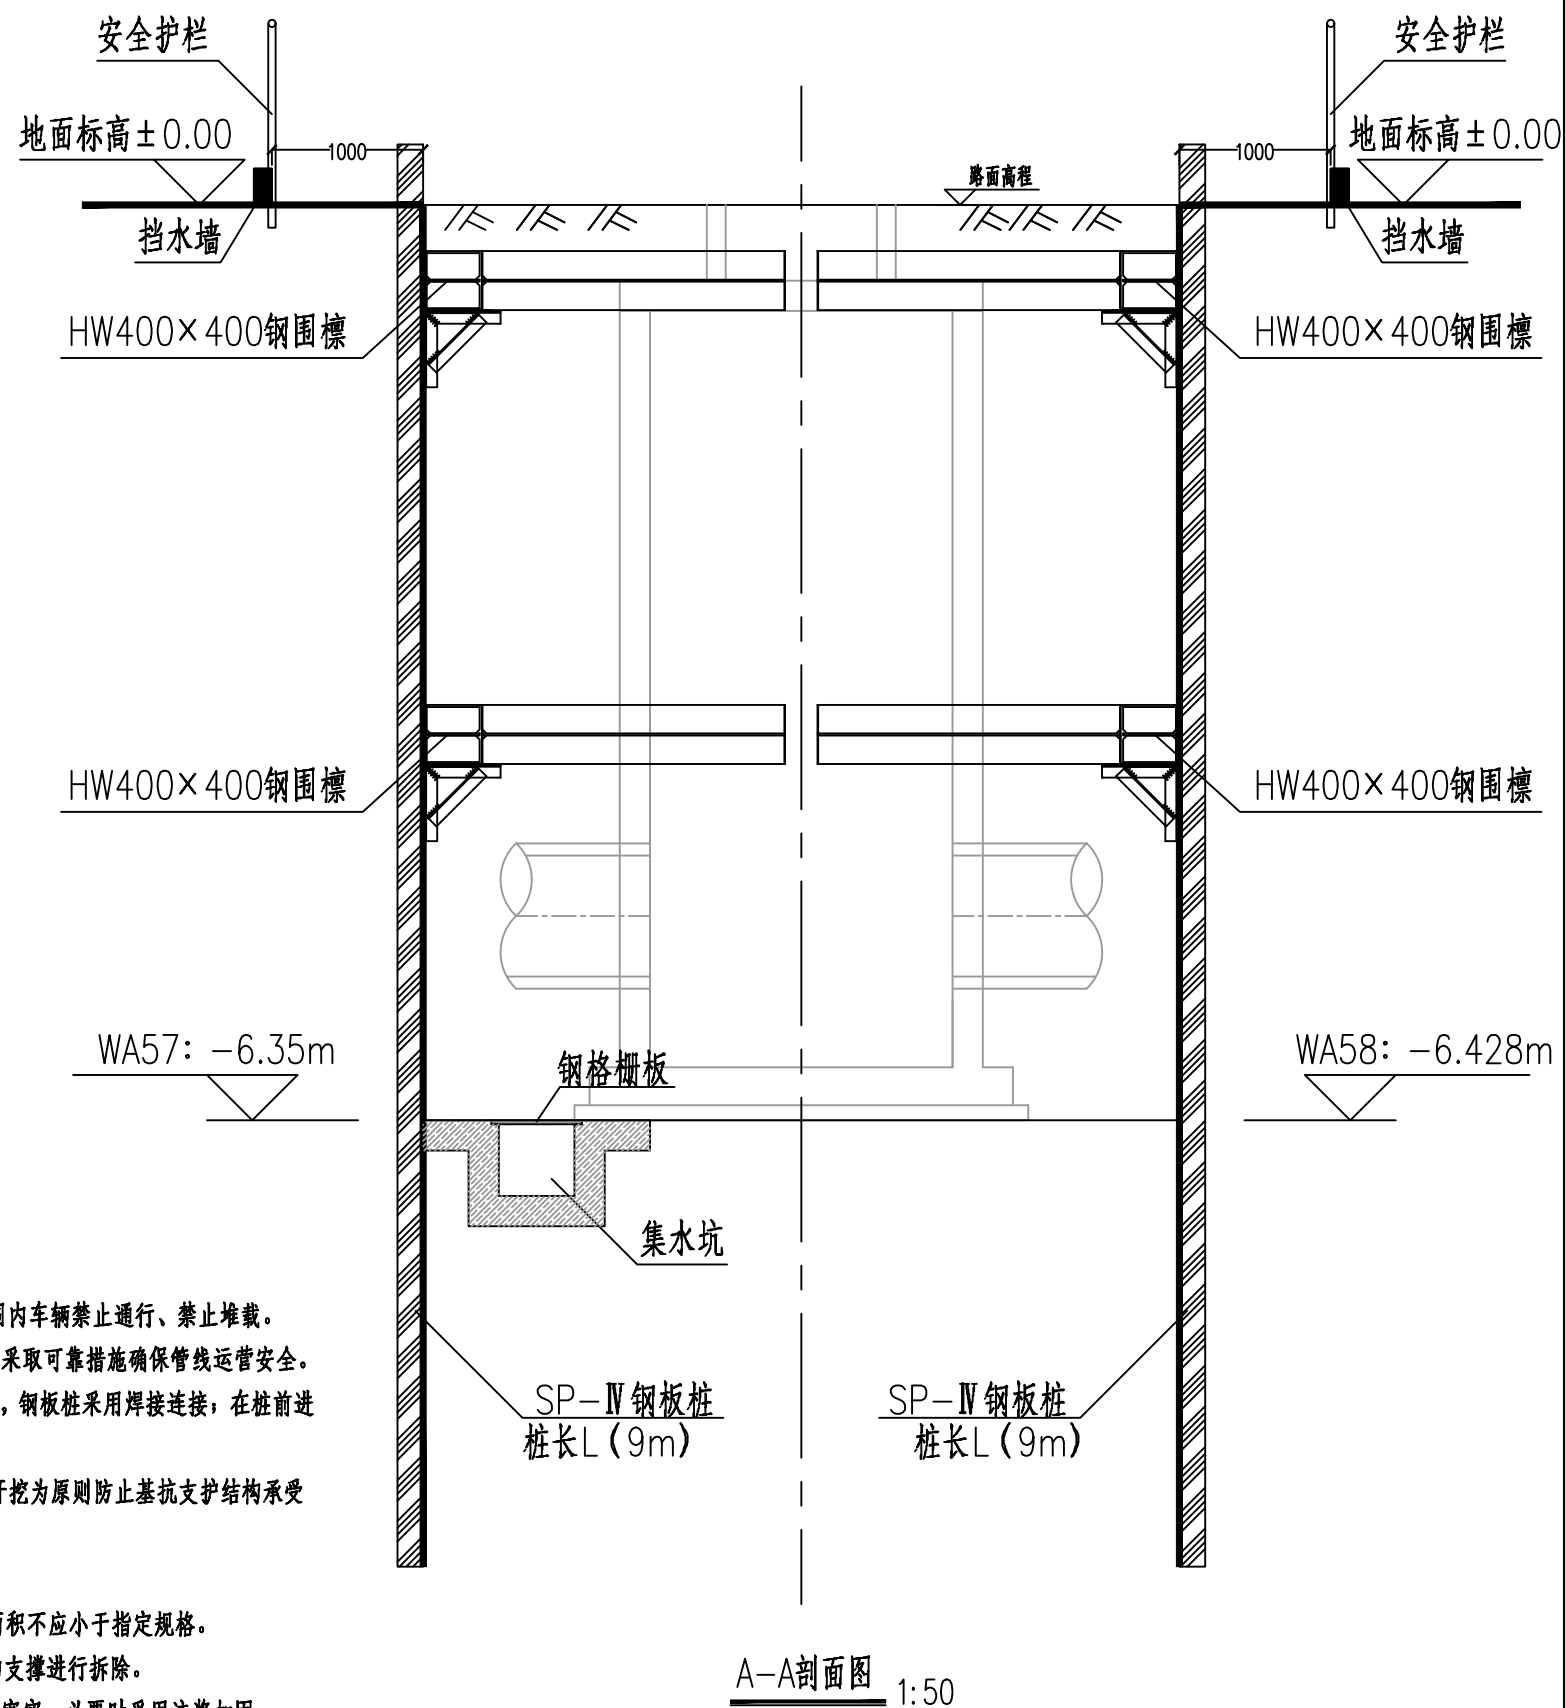 安全护栏
安全护栏
地面标高±0.00
1000
1000
地面标高±0.00
路面高程
挡水墙
挡水墙
HW400×400钢围檩
HW400×400钢围檩
HW400×400钢围檩
HW400×400钢围檩
WA57: -6.35m
钢格栅板
WA58: -6.428m
集水坑
围内车辆禁止通行、禁止堆载。
采取可靠措施确保管线运营安全。
，钢板桩采用焊接连接；在桩前进
SP-Ⅳ钢板桩
桩长L(9m)
SP-Ⅳ钢板桩
桩长L(9m)
开挖为原则防止基抗支护结构承受
面积不应小于指定规格。
支撑进行拆除。
A-A剖面图 1:50